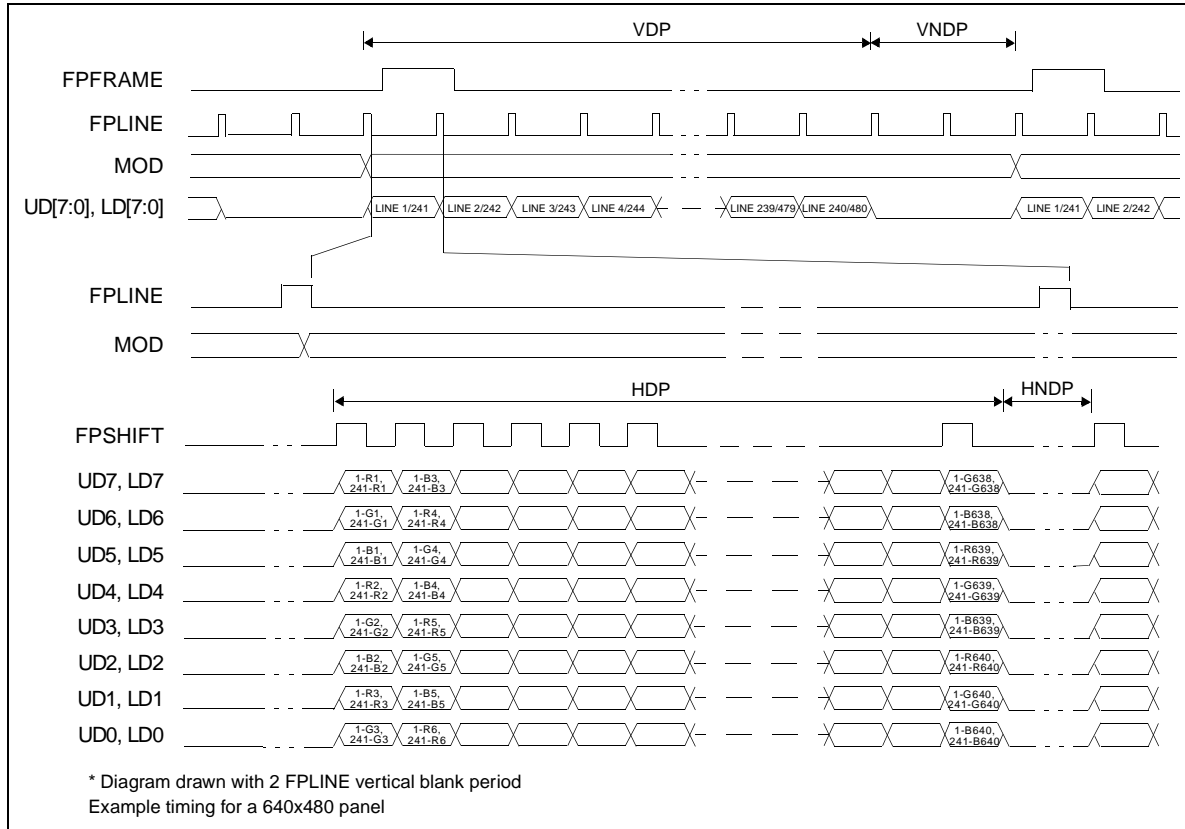 VDP VNDP
FPFRAME
FPLINE
MOD
UD[7:0], LD[7:0] LINE 1/241 LINE 2/242 LINE 3/243 LINE 4/244 LINE 239/479 LINE 240/480 LINE 1/241 LINE 2/242
FPLINE
MOD
HDP HNDP
FPSHIFT
UD7, LD7 1-R1, 241-R1 1-B3, 241-B3 1-G638, 241-G638
UD6, LD6 1-G1, 241-G1 1-R4, 241-R4 1-B638, 241-B638
UD5, LD5 1-B1, 241-B1 1-G4, 241-G4 1-R639, 241-R639
UD4, LD4 1-R2, 241-R2 1-B4, 241-B4 1-G639, 241-G639
UD3, LD3 1-G2, 241-G2 1-R5, 241-R5 1-B639, 241-B639
UD2, LD2 1-B2, 241-B2 1-G5, 241-G5 1-R640, 241-R640
UD1, LD1 1-R3, 241-R3 1-B5, 241-B5 1-G640, 241-G640
UD0, LD0 1-G3, 241-G3 1-R6, 241-R6 1-B640, 241-B640
* Diagram drawn with 2 FPLINE vertical blank period
Example timing for a 640x480 panel